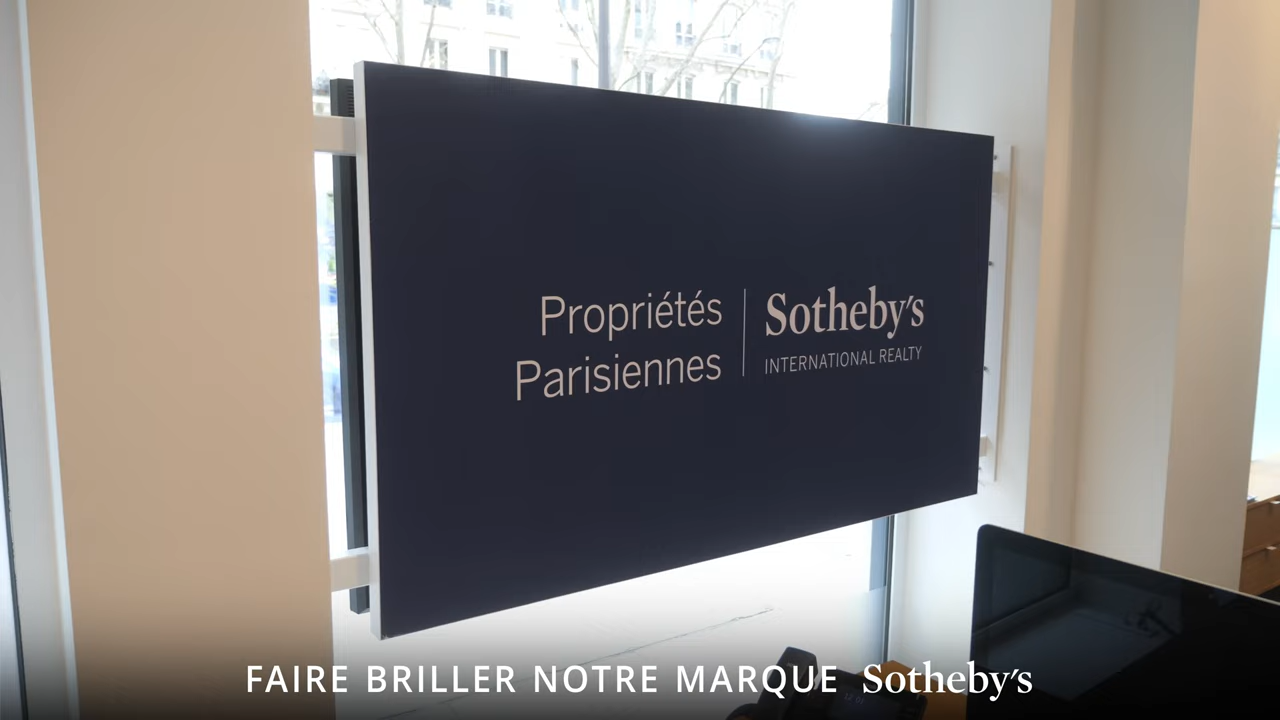 Propriétés
Parisiennes
Sotheby's
INTERNATIONAL REALTY
FAIRE BRILLER NOTRE MARQUE Sotheby's